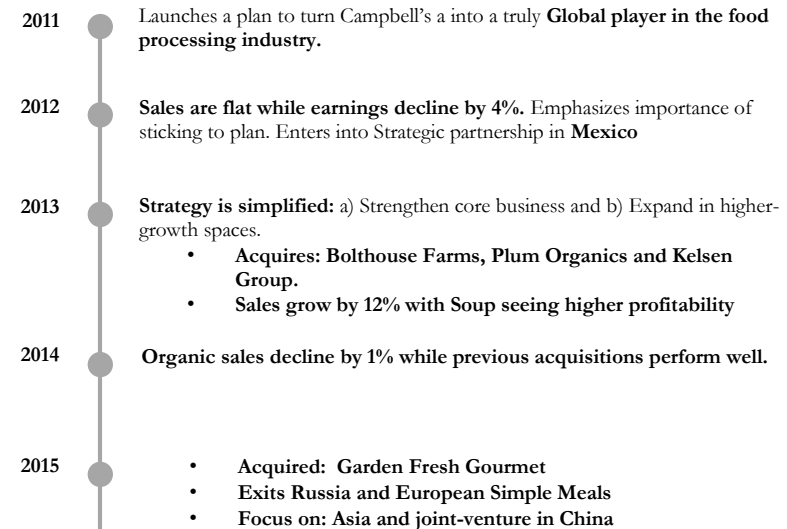 2011
Launches a plan to turn Campbell's a into a truly Global player in the food
processing industry.
2012
Sales are flat while earnings decline by 4%. Emphasizes importance of
sticking to plan. Enters into Strategic partnership in Mexico
2013
Strategy is simplified: a) Strengthen core business and b) Expand in higher-
growth spaces.
• Acquires: Bolthouse Farms, Plum Organics and Kelsen
Group.
• Sales grow by 12% with Soup seeing higher profitability
2014
Organic sales decline by 1% while previous acquisitions perform well.
2015
• Acquired: Garden Fresh Gourmet
• Exits Russia and European Simple Meals
• Focus on: Asia and joint-venture in China